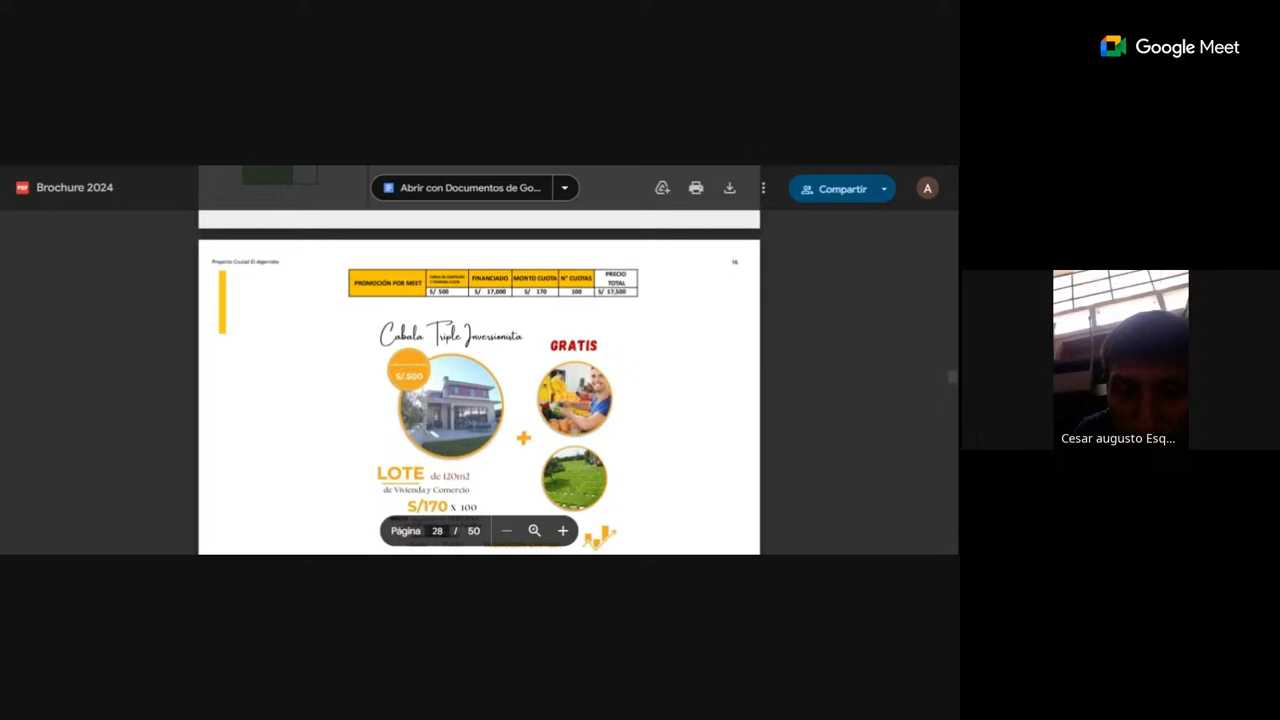 Google Meet
Brochure 2024
Abrir con Documentos de Go...
Compartir
A
Proyecto Ciudad El Algarrobo
16
PROMOCIÓN POR MEET
FINANCIADO
MONTO CUOTA
N° CUOTAS
PRECIO
TOTAL
S/ 500
S/ 17,000
S/ 170
100
S/ 17,500
Cabala Triple Inversionista
GRATIS
S/.500
LOTE de 120m2
de Vivienda y Comercio
S/170 X 100
Página 28 / 50
Cesar augusto Esq...